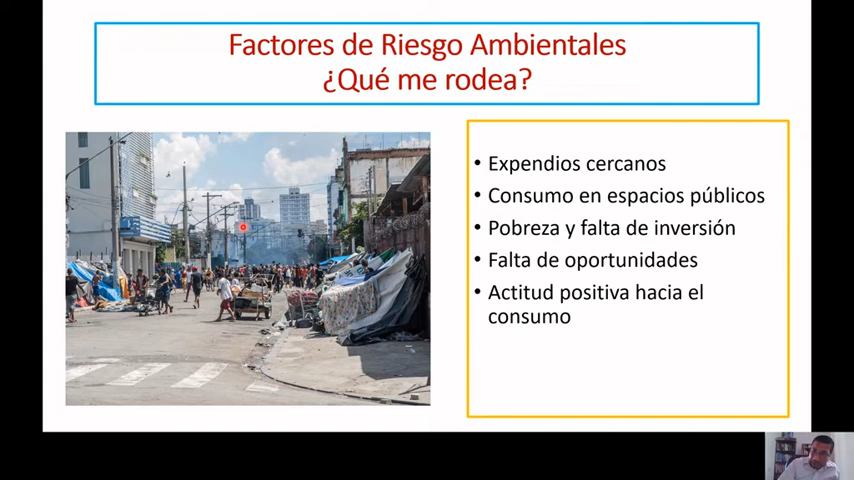 Factores de Riesgo Ambientales
¿Qué me rodea?
• Expendios cercanos
• Consumo en espacios públicos
• Pobreza y falta de inversión
• Falta de oportunidades
• Actitud positiva hacia el
consumo